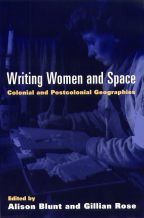 Writing Women and Space
Colonial and Postcolonial Geographies
Edited by
Alison Blunt and Gillian Rose